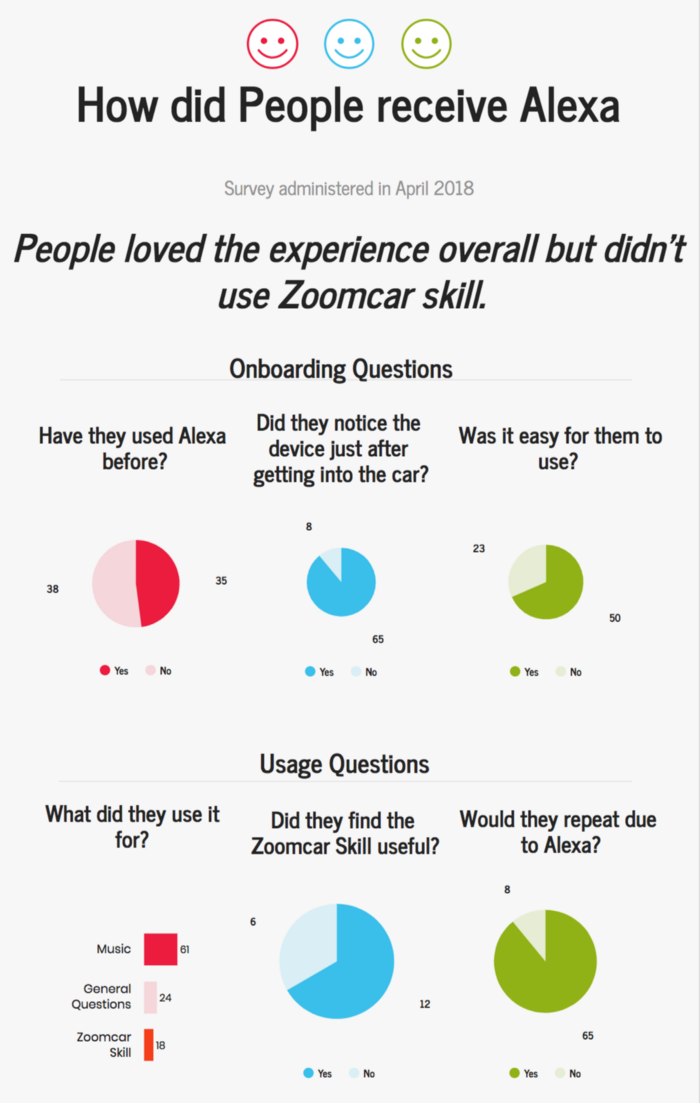 How did People receive Alexa
Survey administered in April 2018
People loved the experience overall but didn't
use Zoomcar skill.
Onboarding Questions
Have they used Alexa
before?
Did they notice the
device just after
getting into the car?
Was it easy for them to
use?
38
35
8
65
23
50
Yes No
Yes No
Yes No
Usage Questions
What did they use it
for?
Did they find the
Zoomcar Skill useful?
Would they repeat due
to Alexa?
Music 61
General
Questions 24
Zoomcar
Skill 18
6
12
8
65
Yes No
Yes No